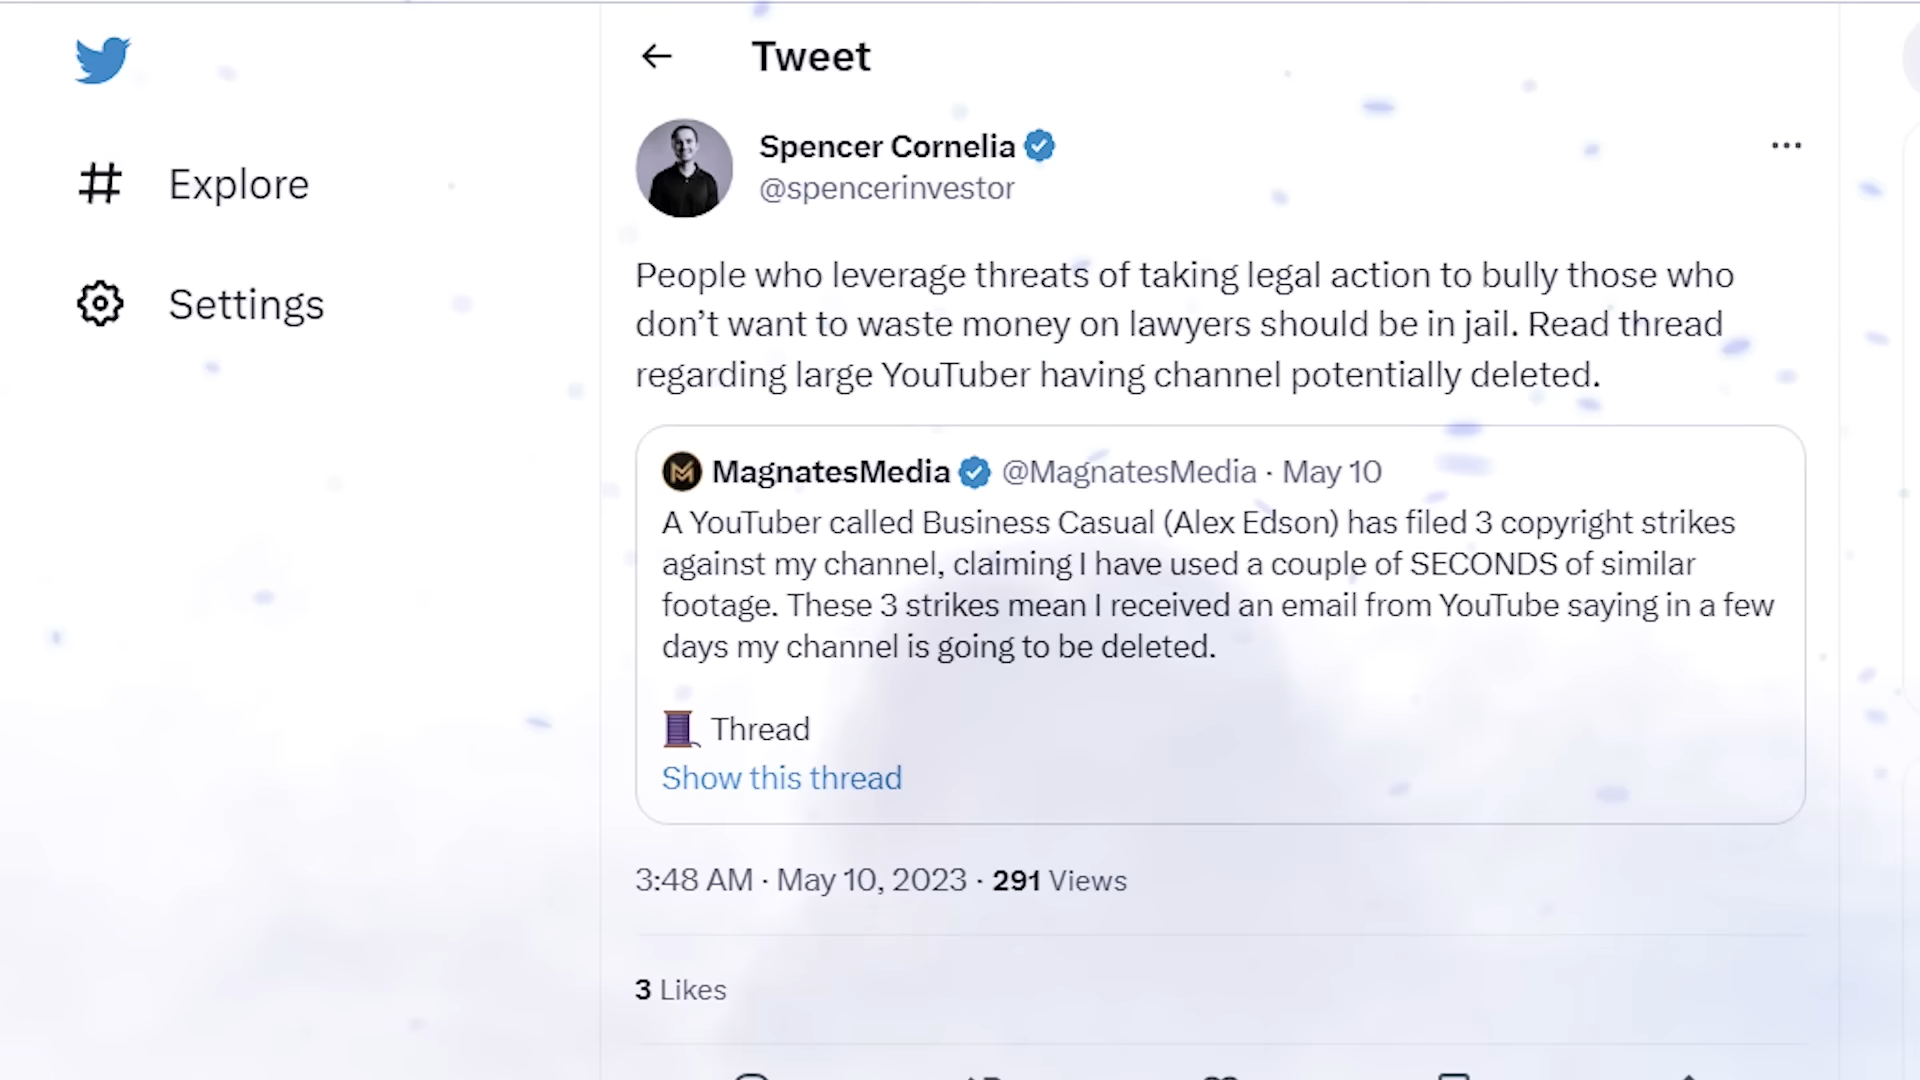 Tweet
Explore
Settings
Spencer Cornelia
@spencerinvestor
People who leverage threats of taking legal action to bully those who
don’t want to waste money on lawyers should be in jail. Read thread
regarding large YouTuber having channel potentially deleted.
MagnatesMedia @MagnatesMedia · May 10
A YouTuber called Business Casual (Alex Edson) has filed 3 copyright strikes
against my channel, claiming I have used a couple of SECONDS of similar
footage. These 3 strikes mean I received an email from YouTube saying in a few
days my channel is going to be deleted.
Thread
Show this thread
3:48 AM · May 10, 2023 · 291 Views
3 Likes